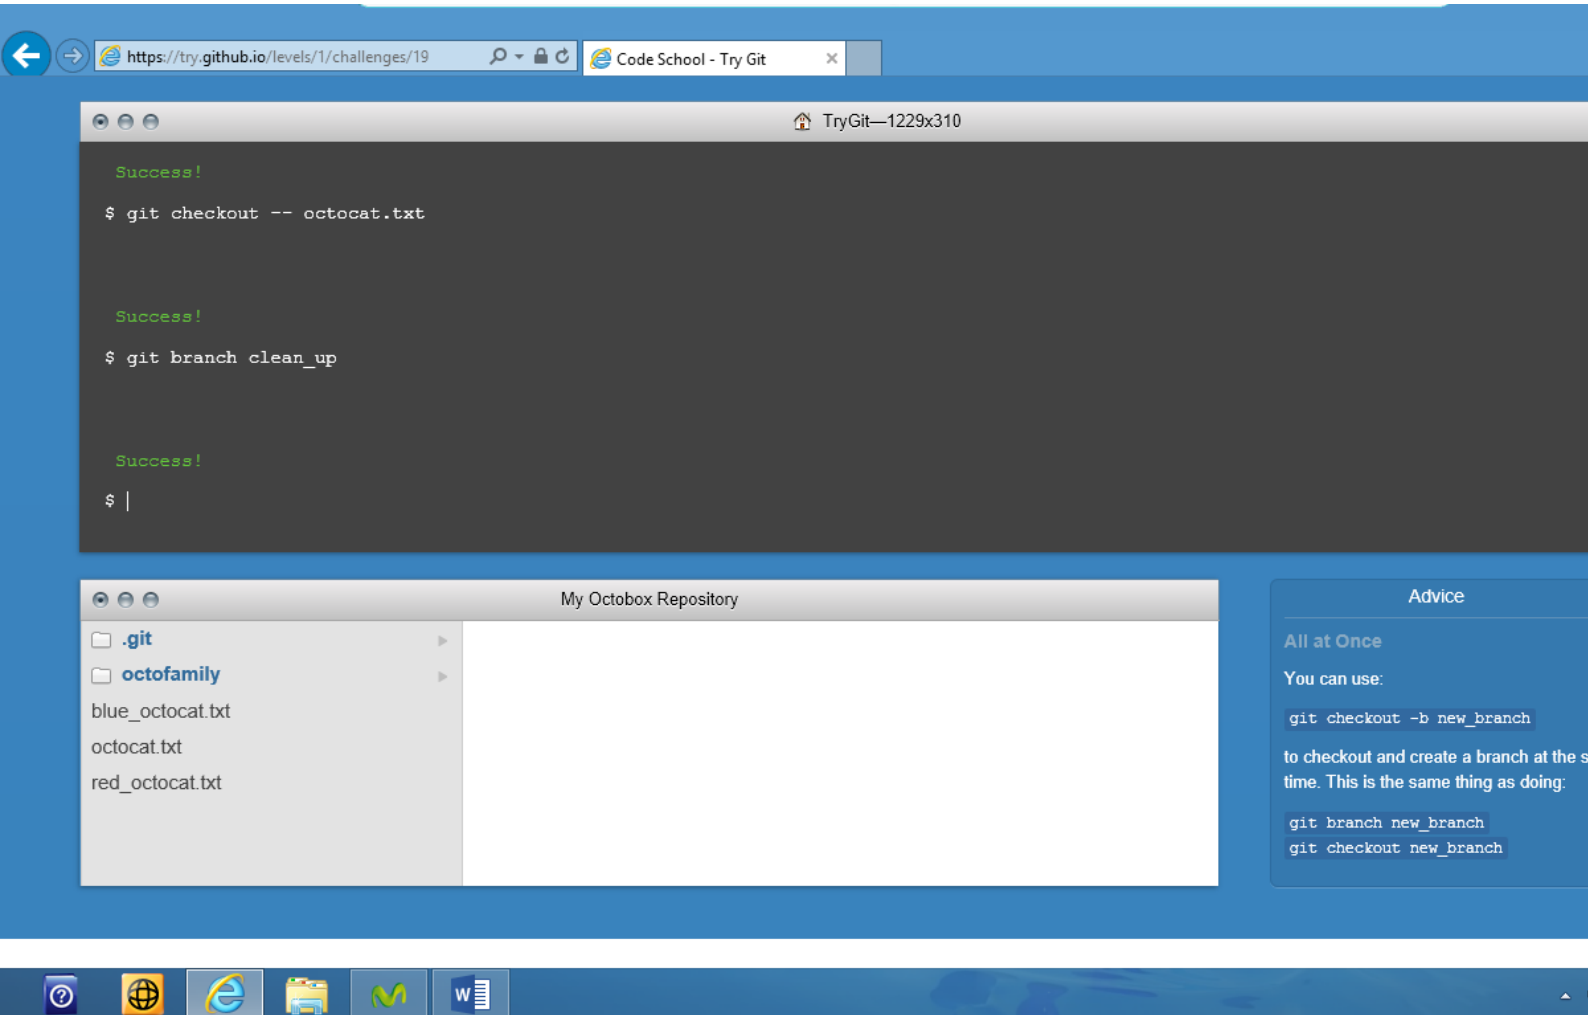 https://try.github.io/levels/1/challenges/19
Code School - Try Git
TryGit—1229x310
Success!
$ git checkout -- octocat.txt
Success!
$ git branch clean_up
Success!
$
My Octobox Repository
.git
octofamily
blue_octocat.txt
octocat.txt
red_octocat.txt
Advice
All at Once
You can use:
git checkout -b new_branch
to checkout and create a branch at the s
time. This is the same thing as doing:
git branch new_branch
git checkout new_branch